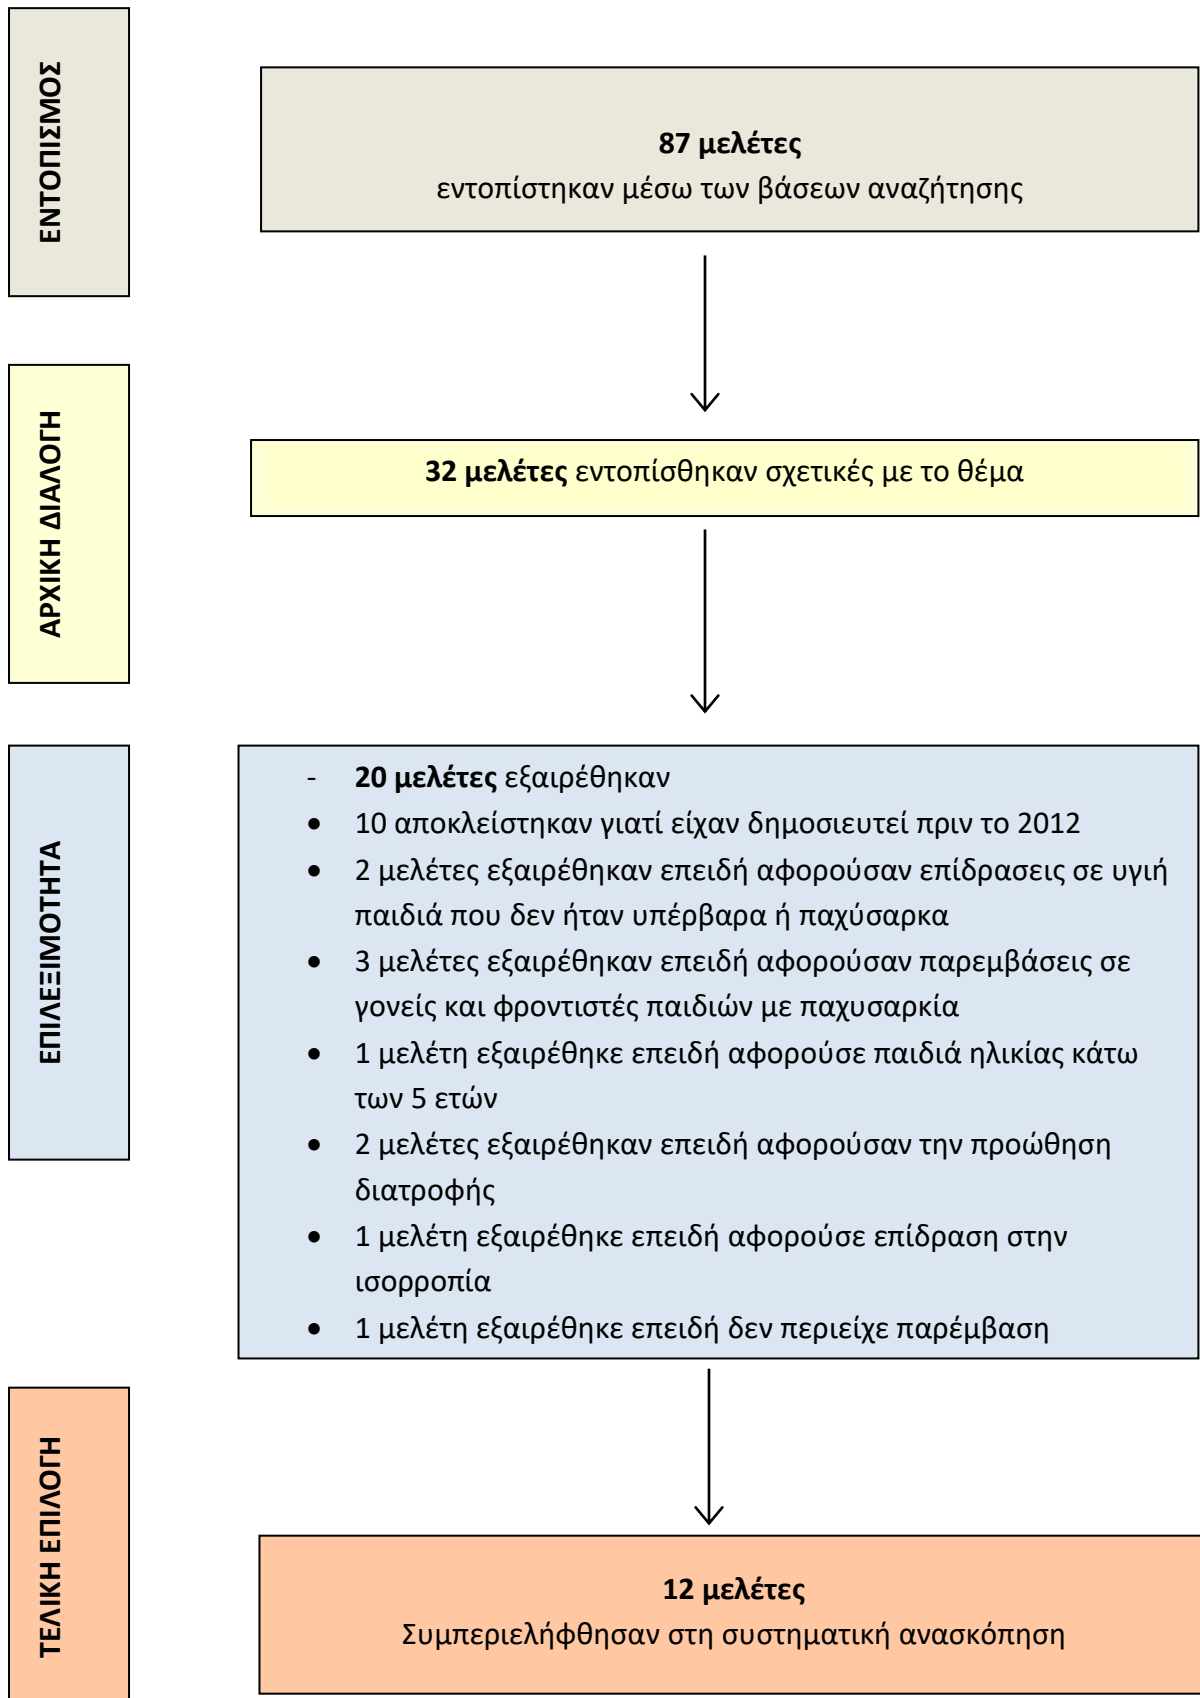 ΕΝΤΟΠΙΣΜΟΣ
87 μελέτες
εντοπίστηκαν μέσω των βάσεων αναζήτησης
ΑΡΧΙΚΗ ΔΙΑΛΟΓΗ
32 μελέτες εντοπίσθηκαν σχετικές με το θέμα
ΕΠΙΛΕΞΙΜΟΤΗΤΑ
- 20 μελέτες εξαιρέθηκαν
• 10 αποκλείστηκαν γιατί είχαν δημοσιευτεί πριν το 2012
• 2 μελέτες εξαιρέθηκαν επειδή αφορούσαν επίδρασεις σε υγιή
παιδιά που δεν ήταν υπέρβαρα ή παχύσαρκα
• 3 μελέτες εξαιρέθηκαν επειδή αφορούσαν παρεμβάσεις σε
γονείς και φροντιστές παιδιών με παχυσαρκία
• 1 μελέτη εξαιρέθηκε επειδή αφορούσε παιδιά ηλικίας κάτω
των 5 ετών
• 2 μελέτες εξαιρέθηκαν επειδή αφορούσαν την προώθηση
διατροφής
• 1 μελέτη εξαιρέθηκε επειδή αφορούσε επίδραση στην
ισορροπία
• 1 μελέτη εξαιρέθηκε επειδή δεν περιείχε παρέμβαση
ΤΕΛΙΚΗ ΕΠΙΛΟΓΗ
12 μελέτες
Συμπεριελήφθησαν στη συστηματική ανασκόπηση